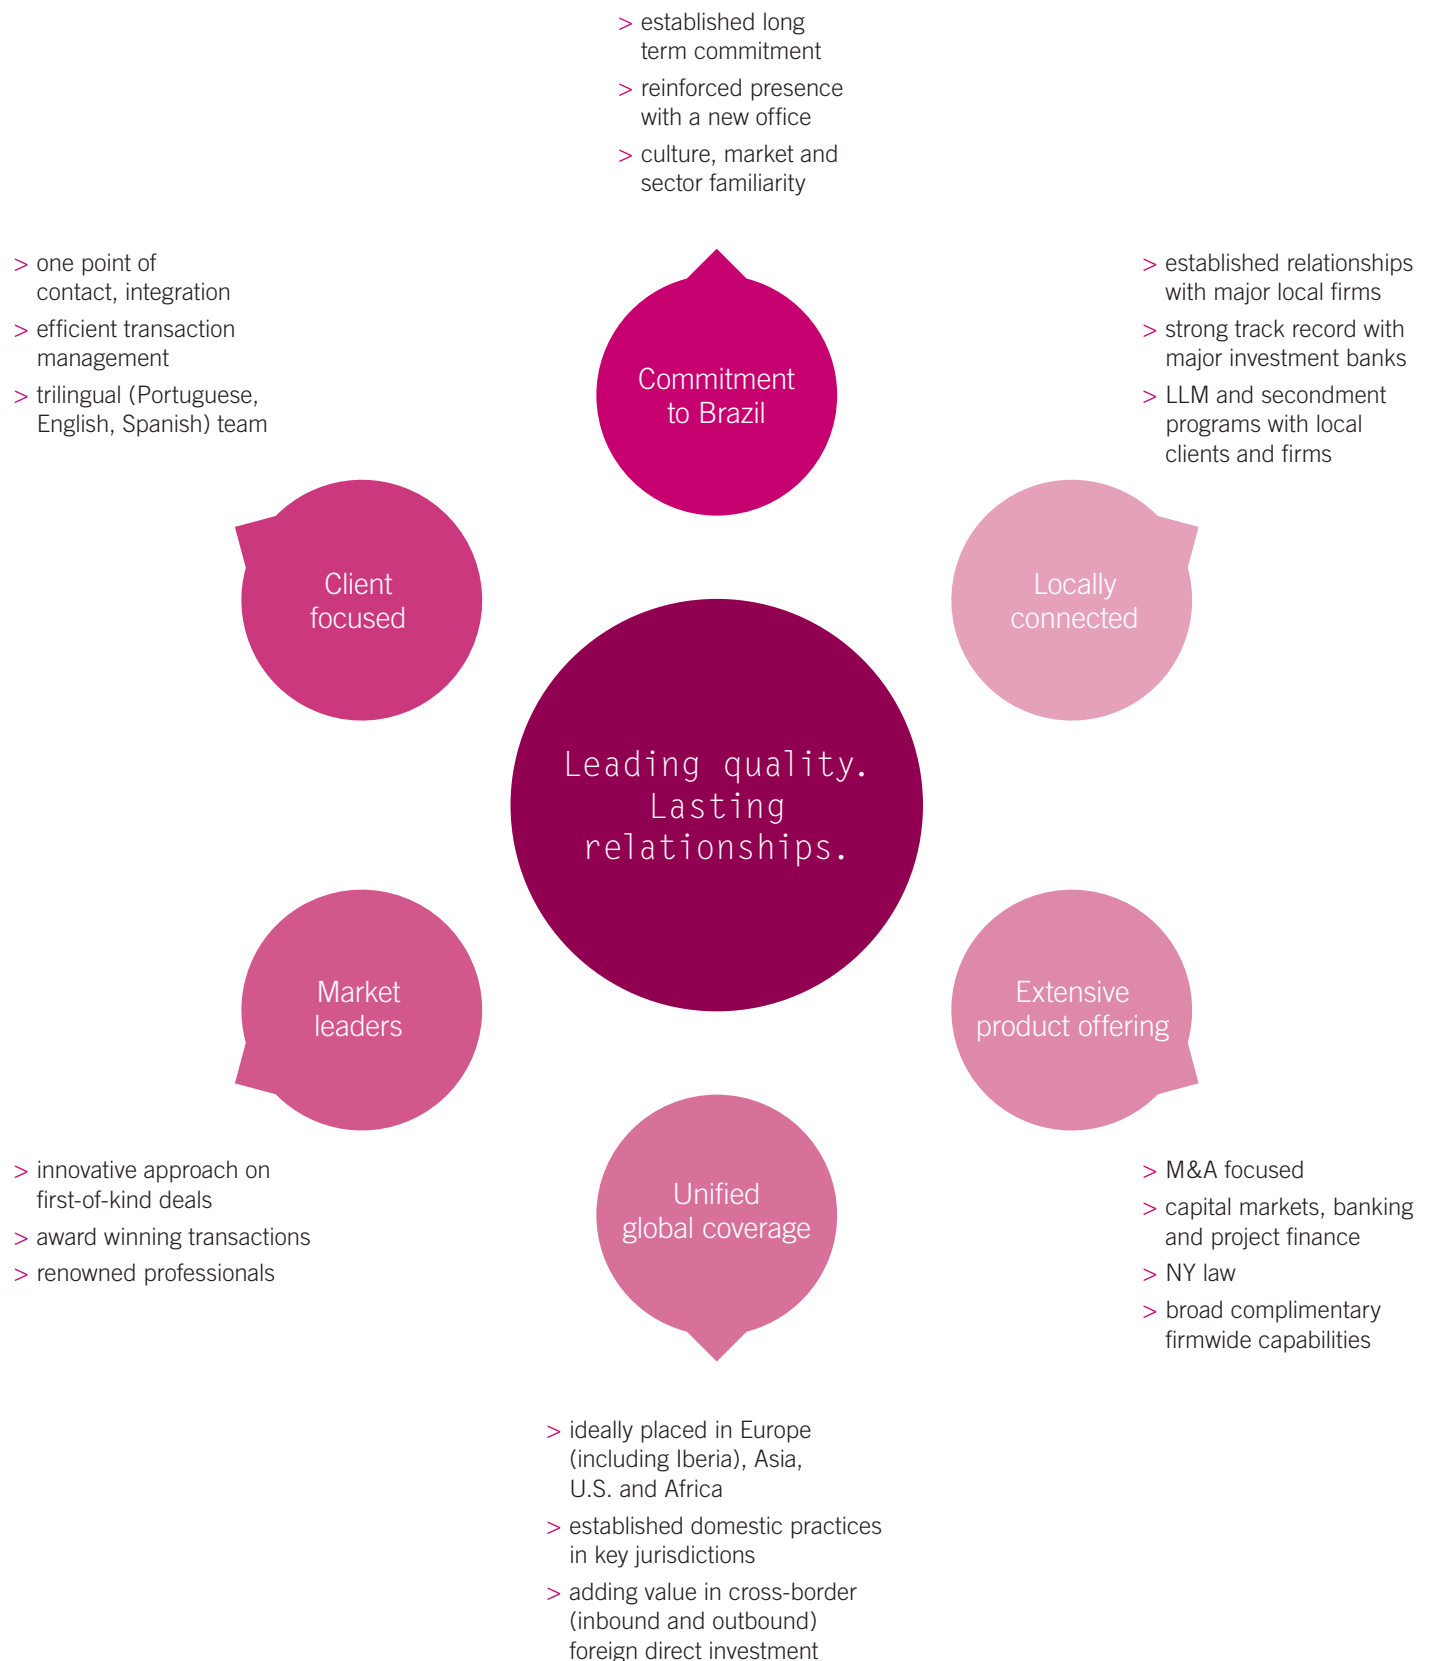 > established long
term commitment
> reinforced presence
with a new office
> culture, market and
sector familiarity
> one point of
contact, integration
> efficient transaction
management
> trilingual (Portuguese,
English, Spanish) team
> established relationships
with major local firms
> strong track record with
major investment banks
> LLM and secondment
programs with local
clients and firms
Commitment
to Brazil
Client
focused
Locally
connected
Leading quality.
Lasting
relationships.
Market
leaders
Extensive
product offering
Unified
global coverage
> innovative approach on
first-of-kind deals
> award winning transactions
> renowned professionals
> M&A focused
> capital markets, banking
and project finance
> NY law
> broad complimentary
firmwide capabilities
> ideally placed in Europe
(including Iberia), Asia,
U.S. and Africa
> established domestic practices
in key jurisdictions
> adding value in cross-border
(inbound and outbound)
foreign direct investment